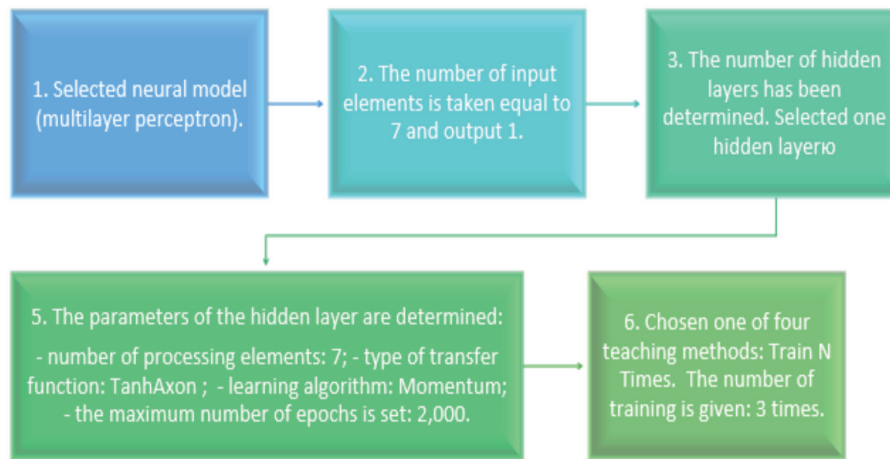 1. Selected neural model
(multilayer perceptron).
2. The number of input
elements is taken equal to
7 and output 1.
3. The number of hidden
layers has been
determined. Selected one
hidden layerю
5. The parameters of the hidden layer are determined:
- number of processing elements: 7; - type of transfer
function: TanhAxon ; - learning algorithm: Momentum;
- the maximum number of epochs is set: 2,000.
6. Chosen one of four
teaching methods: Train N
Times. The number of
training is given: 3 times.